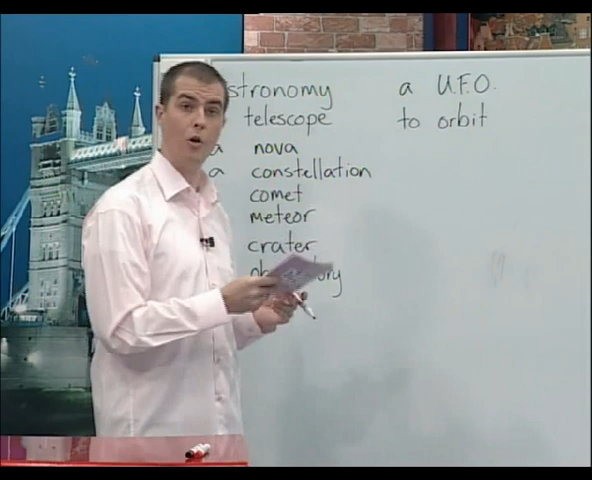 stronomy
telescope
a nova
a constellation
comet
meteor
crater
a U.F.O.
to orbit